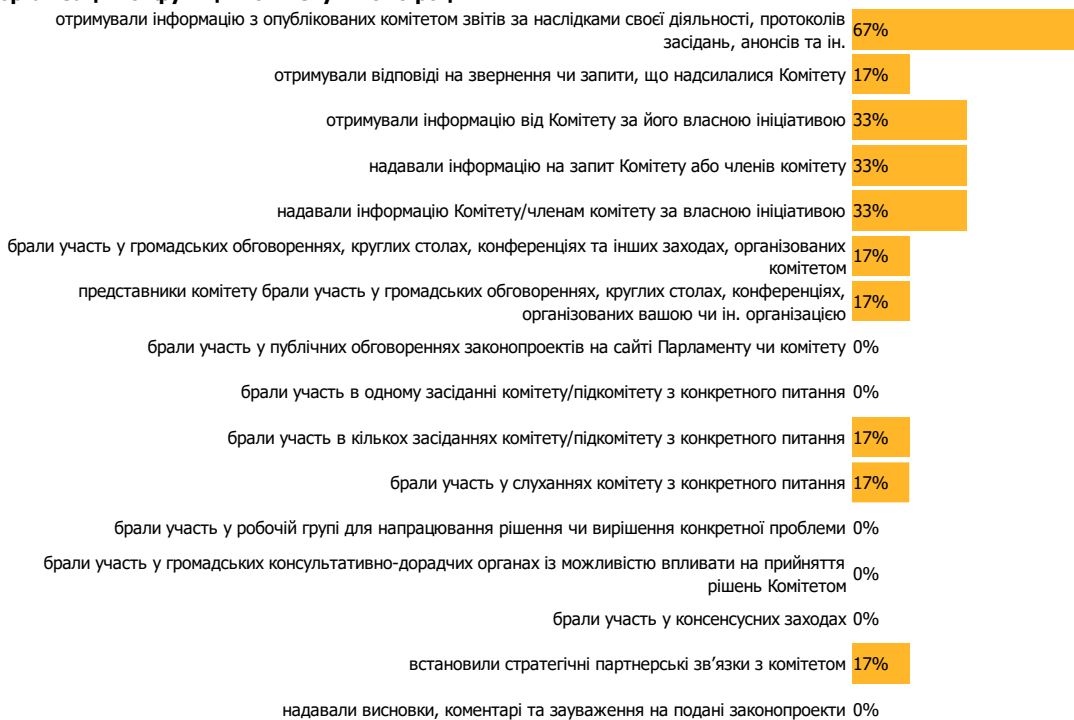 отримували інформацію з опублікованих комітетом звітів за наслідками своєї діяльності, протоколів
засідань, анонсів та ін.
67%
отримували відповіді на звернення чи запити, що надсилалися Комітету 17%
отримували інформацію від Комітету за його власною ініціативою 33%
надавали інформацію на запит Комітету або членів комітету 33%
надавали інформацію Комітету/членам комітету за власною ініціативою 33%
брали участь у громадських обговореннях, круглих столах, конференціях та інших заходах, організованих
комітетом
17%
представники комітету брали участь у громадських обговореннях, круглих столах, конференціях,
організованих вашою чи ін. організацією
17%
брали участь у публічних обговореннях законопроектів на сайті Парламенту чи комітету 0%
брали участь в одному засіданні комітету/підкомітету з конкретного питання 0%
брали участь в кількох засіданнях комітету/підкомітету з конкретного питання 17%
брали участь у слуханнях комітету з конкретного питання 17%
брали участь у робочій групі для напрацювання рішення чи вирішення конкретної проблеми 0%
брали участь у громадських консультативно-дорадчих органах із можливістю впливати на прийняття
рішень Комітетом
0%
брали участь у консенсусних заходах 0%
встановили стратегічні партнерські зв’язки з комітетом 17%
надавали висновки, коментарі та зауваження на подані законопроекти 0%